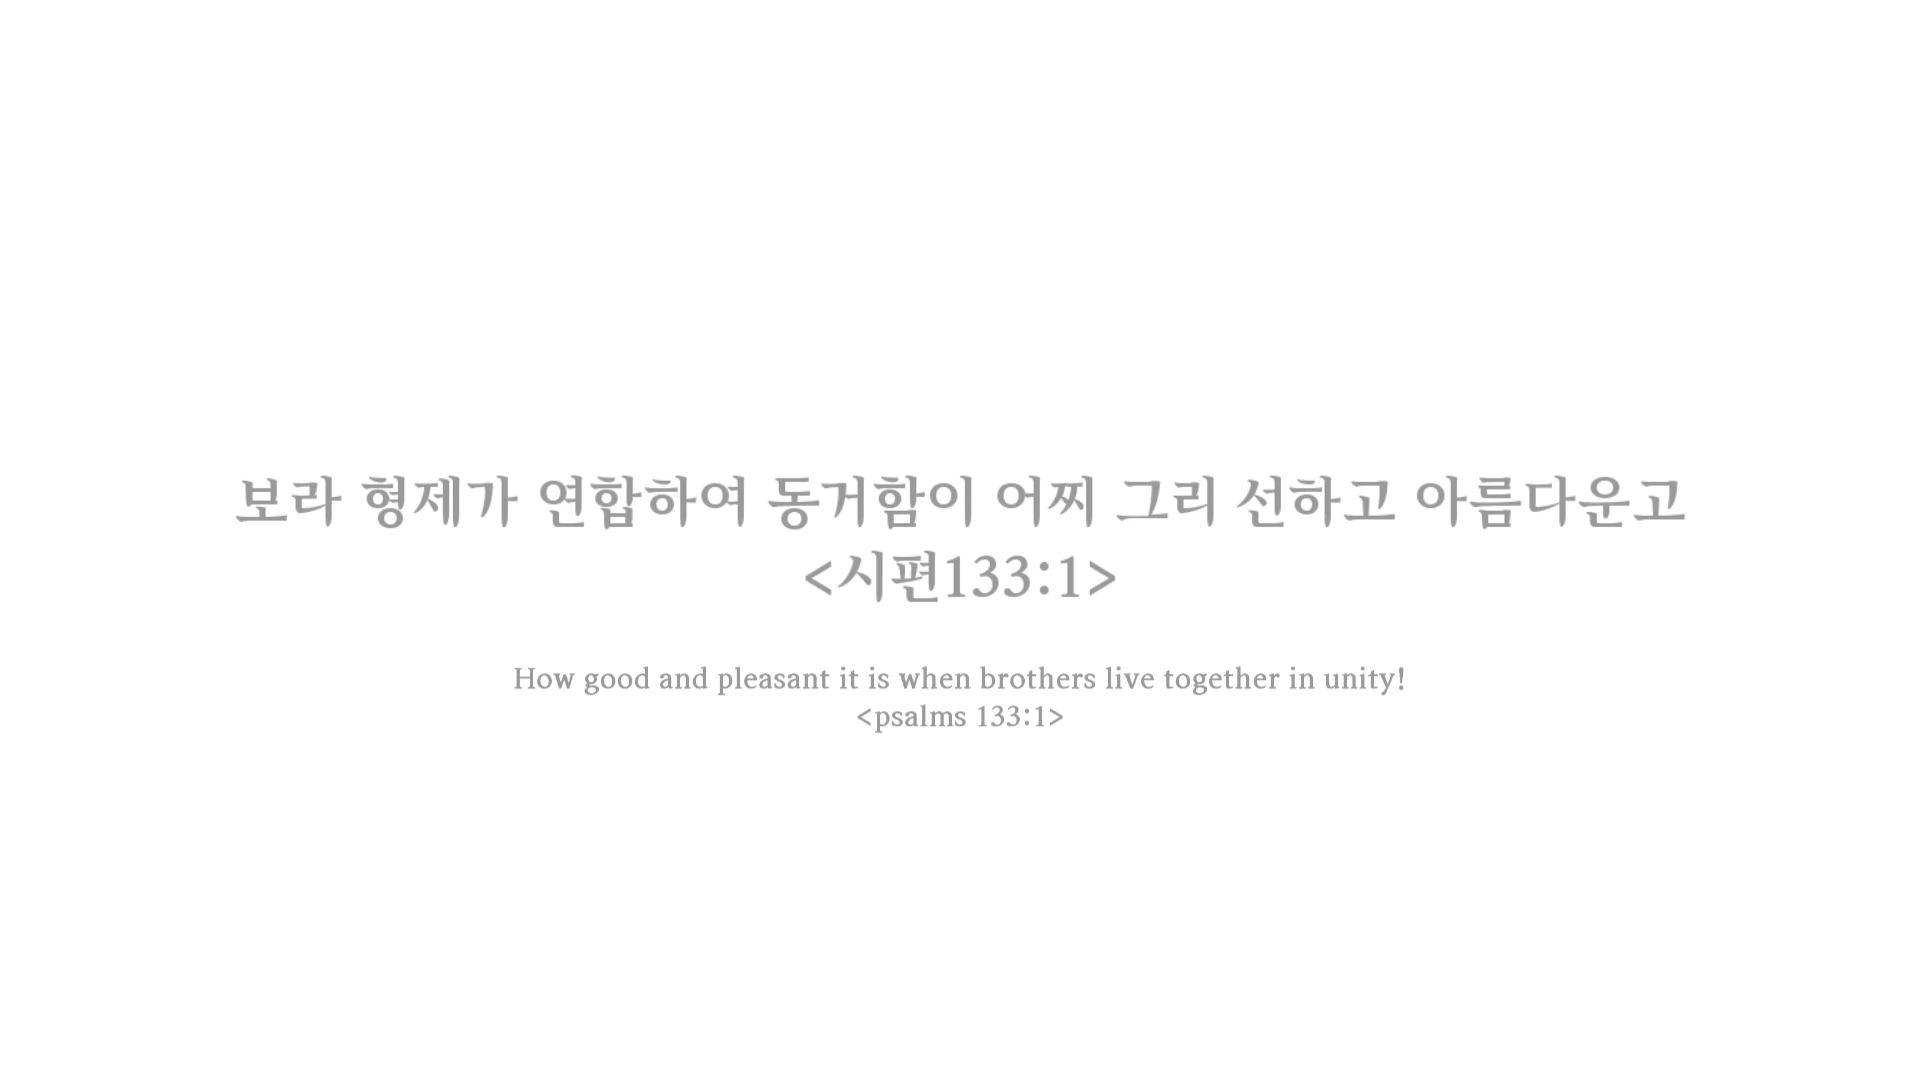 보라 형제가 연합하여 동거함이 어찌 그리 선하고 아름다운고
<시편133:1>
How good and pleasant it is when brothers live together in unity!
<psalms 133:1>